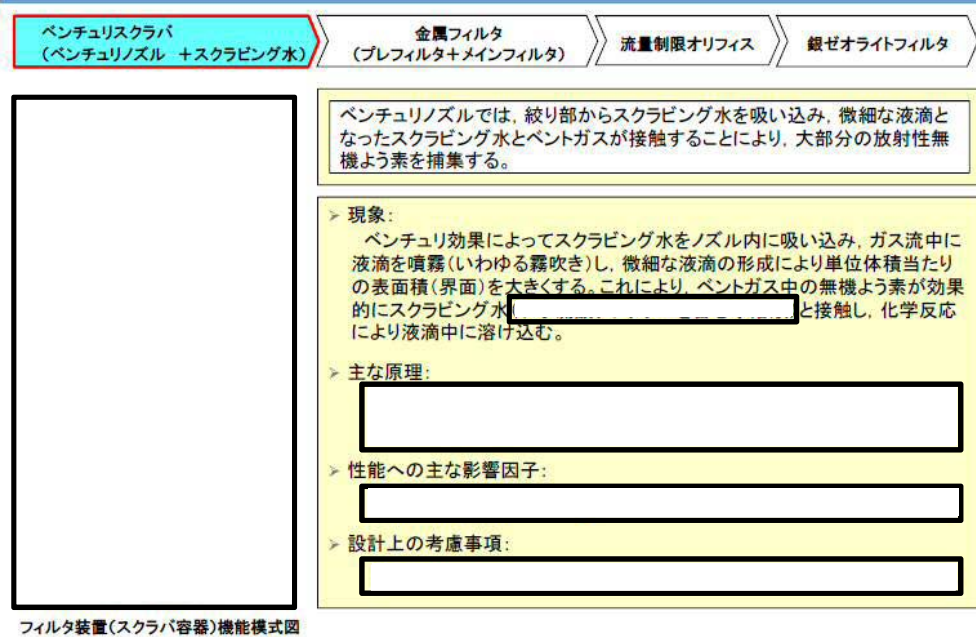 ベンチュリスクラバ
(ベンチュリノズル +スクラビング水)
金属フィルタ
(プレフィルタ+メインフィルタ)
流量制限オリフィス
銀ゼオライトフィルタ
ベンチュリノズルでは, 絞り部からスクラビング水を吸い込み, 微細な液滴と
なったスクラビング水とベントガスが接触することにより, 大部分の放射性無
機よう素を捕集する。
➢ 現象:
ベンチュリ効果によってスクラビング水をノズル内に吸い込み, ガス流中に
液滴を噴霧(いわゆる霧吹き)し, 微細な液滴の形成により単位体積当たり
の表面積(界面)を大きくする。これにより, ベントガス中の無機よう素が効果
的にスクラビング水 と接触し, 化学反応
により液滴中に溶け込む。
➢ 主な原理:
➢ 性能への主な影響因子:
➢ 設計上の考慮事項:
フィルタ装置(スクラバ容器)機能模式図